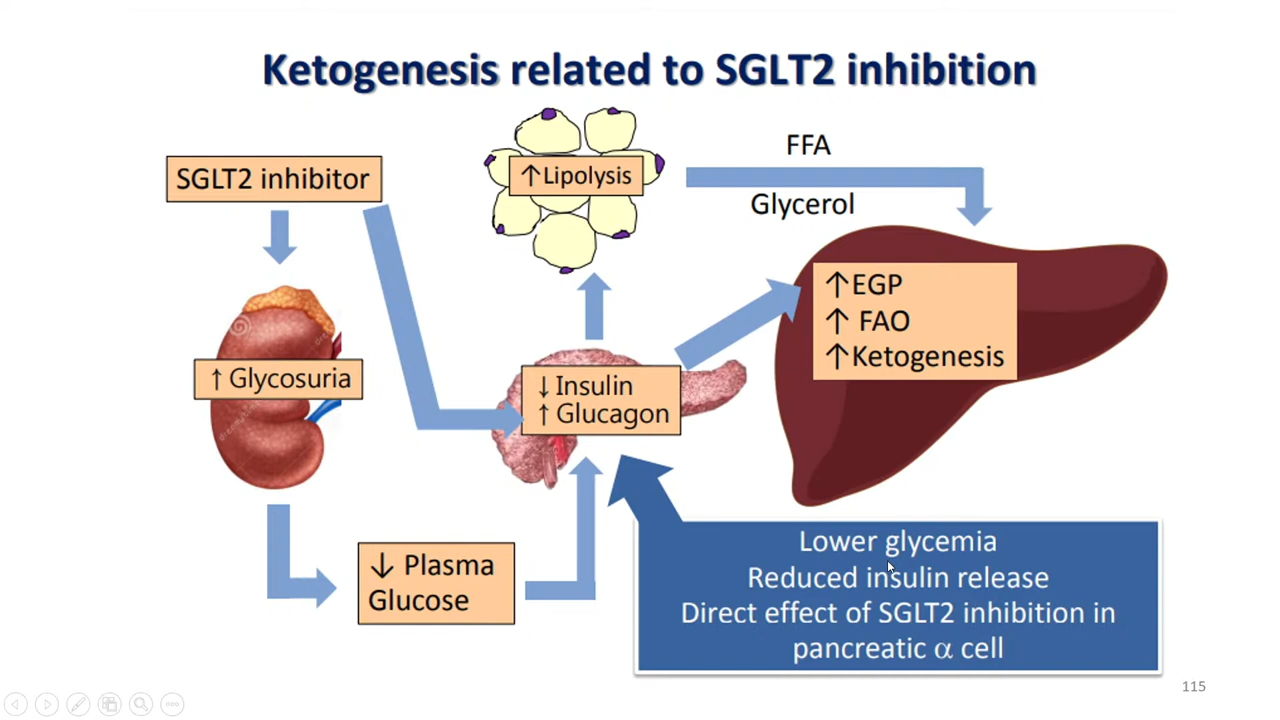 Ketogenesis related to SGLT2 inhibition
SGLT2 inhibitor
↑Lipolysis
FFA
Glycerol
↑EGP
↑ FAO
↑Ketogenesis
↑ Glycosuria
↓ Insulin
↑ Glucagon
↓ Plasma
Glucose
Lower glycemia
Reduced insulin release
Direct effect of SGLT2 inhibition in
pancreatic α cell
115